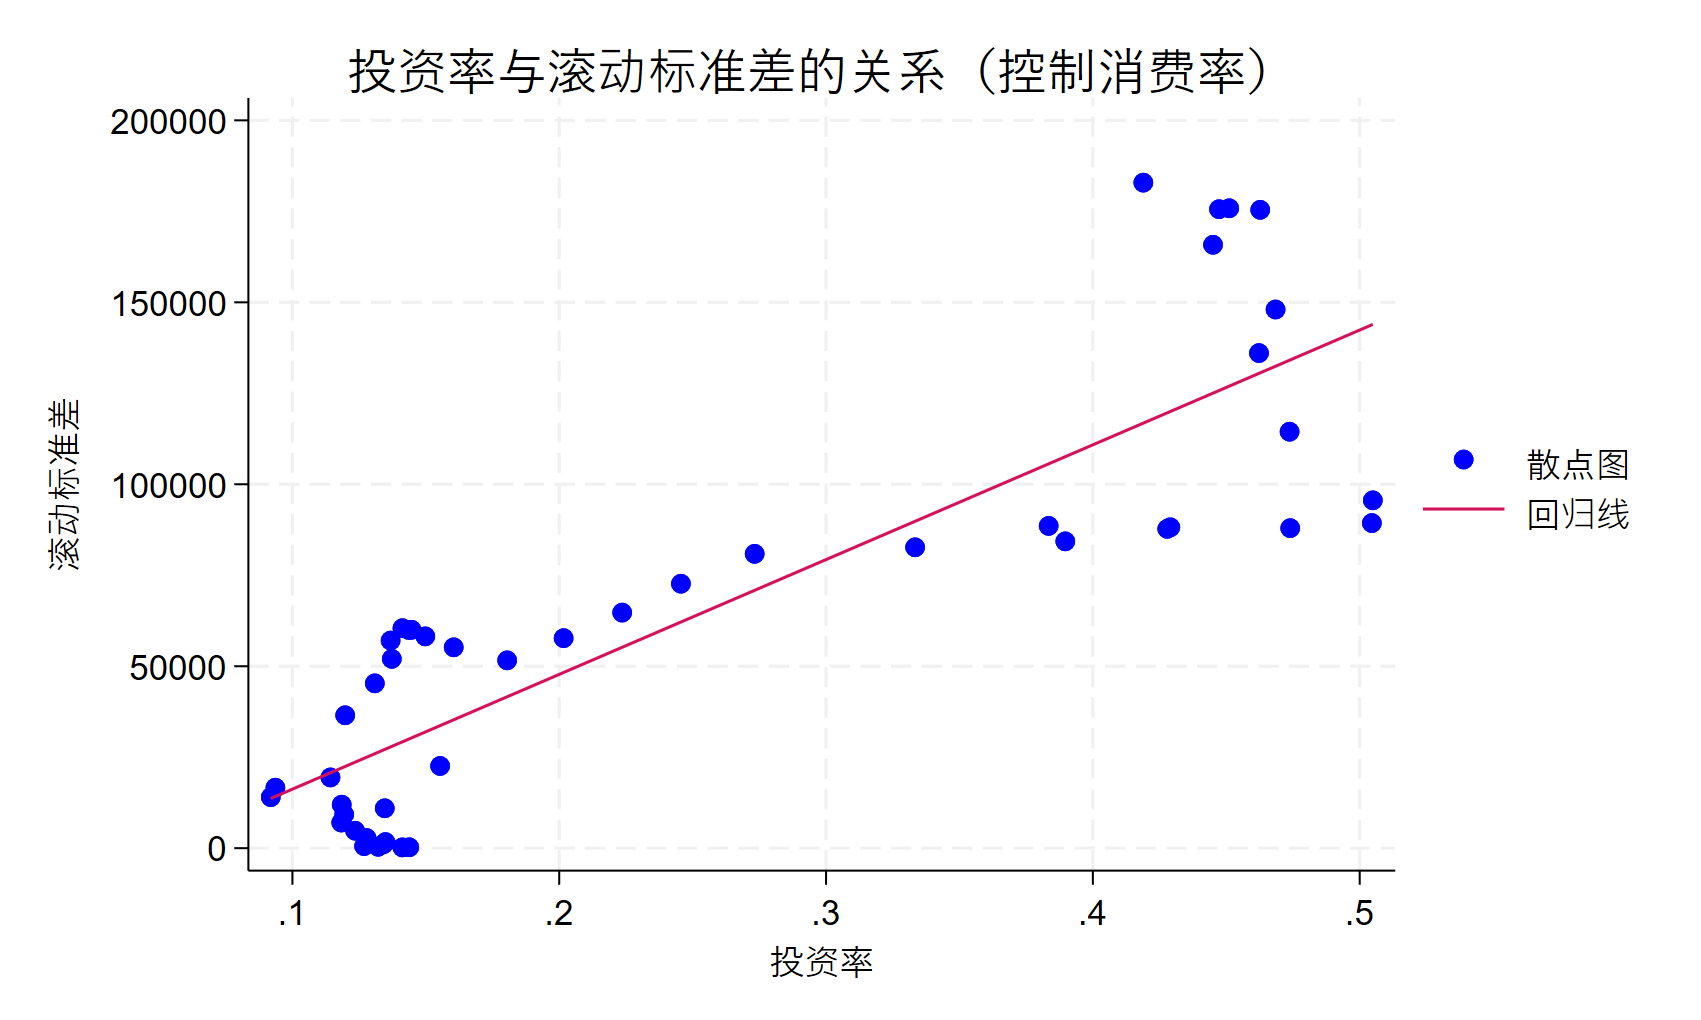 投资率与滚动标准差的关系（控制消费率）
200000
150000
100000
50000
0
滚动标准差
.1 .2 .3 .4 .5
投资率
散点图
回归线